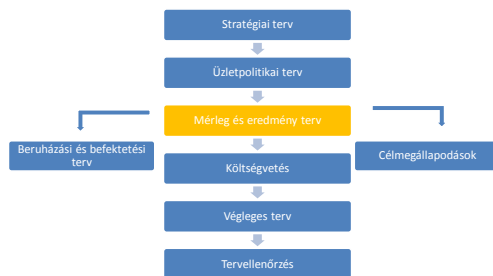 Stratégiai terv
Üzletpolitikai terv
Mérleg és eredmény terv
Beruházási és befektetési
terv
Célmegállapodások
Költségvetés
Végleges terv
Tervellenőrzés